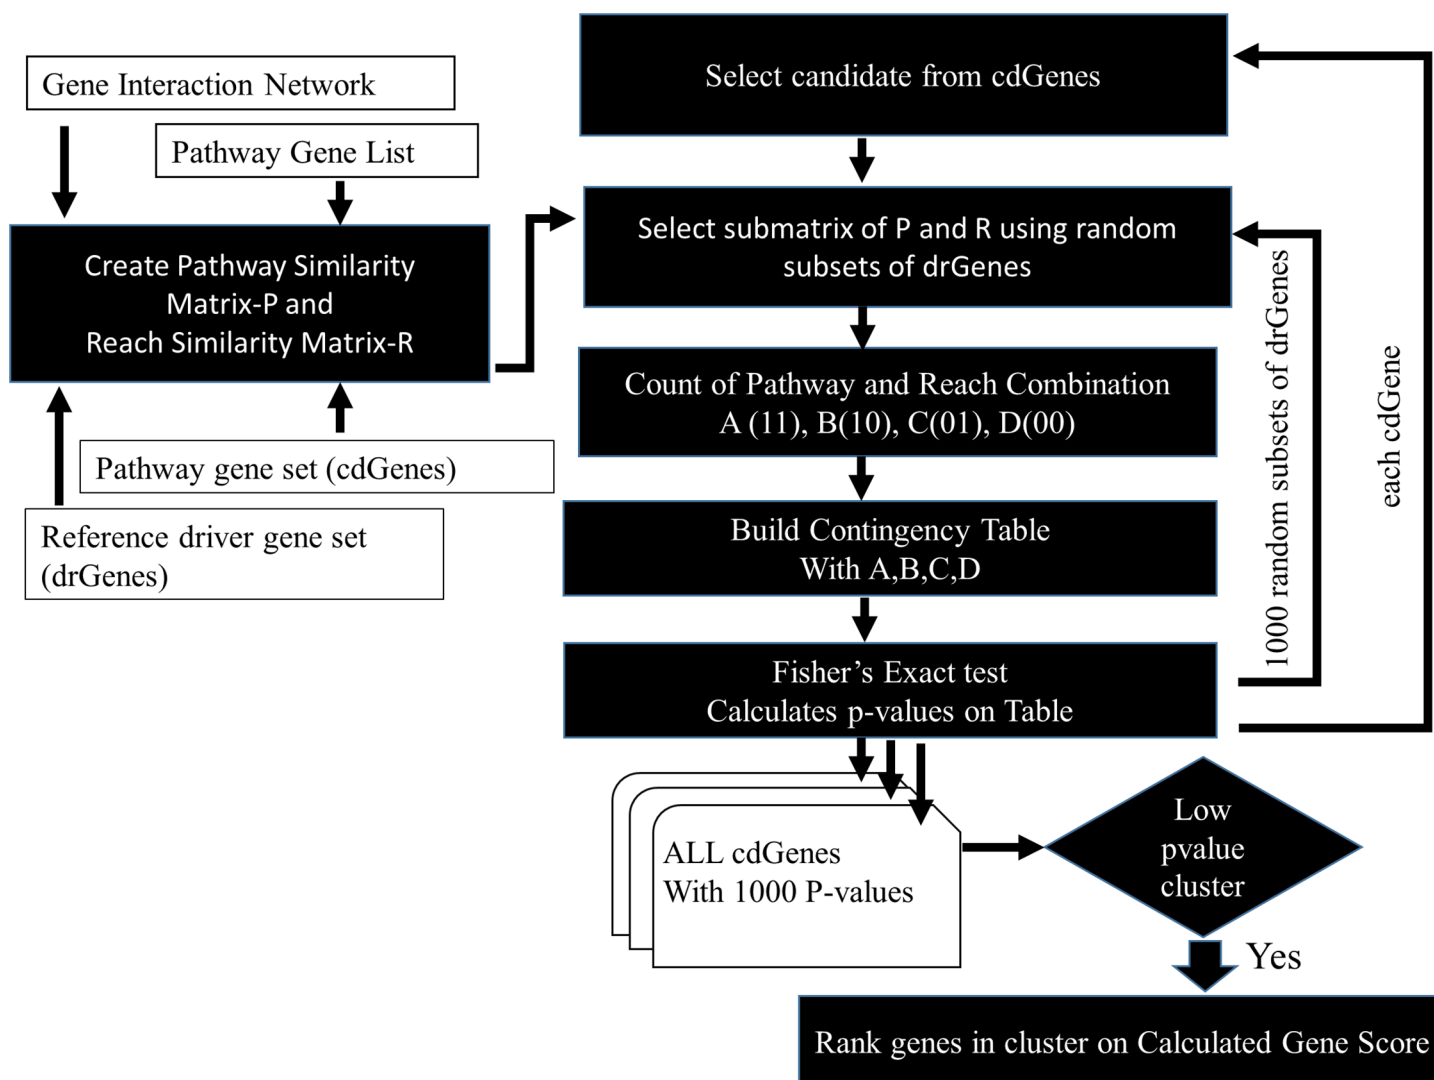 Gene Interaction Network
Pathway Gene List
Create Pathway Similarity
Matrix-P and
Reach Similarity Matrix-R
Pathway gene set (cdGenes)
Reference driver gene set
(drGenes)
Select candidate from cdGenes
Select submatrix of P and R using random
subsets of drGenes
Count of Pathway and Reach Combination
A (11), B(10), C(01), D(00)
Build Contingency Table
With A,B,C,D
Fisher’s Exact test
Calculates p-values on Table
1000 random subsets of drGenes
each cdGene
ALL cdGenes
With 1000 P-values
Low
pvalue
cluster
Yes
Rank genes in cluster on Calculated Gene Score